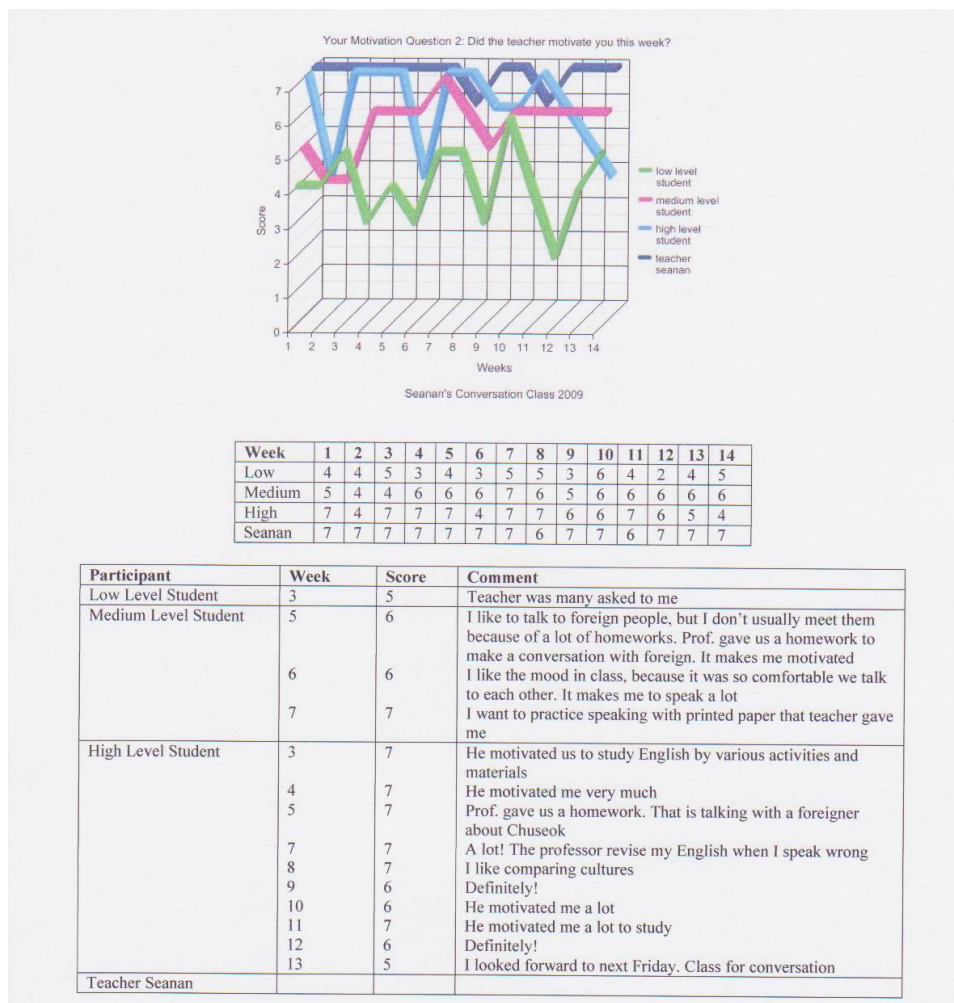 Your Motivation Question 2: Did the teacher motivate you this week?
7
6
5
4
3
2
1
0
Score
1 2 3 4 5 6 7 8 9 10 11 12 13 14
Weeks
low level
student
medium level
student
high level
student
teacher
seanan
Seanan's Conversation Class 2009
Week 1 2 3 4 5 6 7 8 9 10 11 12 13 14
Low 4 4 5 3 4 3 5 5 3 6 4 2 4 5
Medium 5 4 4 6 6 6 7 6 5 6 6 6 6 6
High 7 4 7 7 7 4 7 7 6 6 7 6 5 4
Seanan 7 7 7 7 7 7 7 6 7 7 6 7 7 7
Participant Week Score Comment
Low Level Student 3 5 Teacher was many asked to me
Medium Level Student 5 6 I like to talk to foreign people, but I don't usually meet them
because of a lot of homeworks. Prof. gave us a homework to
make a conversation with foreign. It makes me motivated
6 6 I like the mood in class, because it was so comfortable we talk
to each other. It makes me to speak a lot
7 7 I want to practice speaking with printed paper that teacher gave
me
High Level Student 3 7 He motivated us to study English by various activities and
materials
4 7 He motivated me very much
5 7 Prof. gave us a homework. That is talking with a foreigner
about Chuseok
7 7 A lot! The professor revise my English when I speak wrong
8 7 I like comparing cultures
9 6 Definitely!
10 6 He motivated me a lot
11 7 He motivated me a lot to study
12 6 Definitely!
13 5 I looked forward to next Friday. Class for conversation
Teacher Seanan